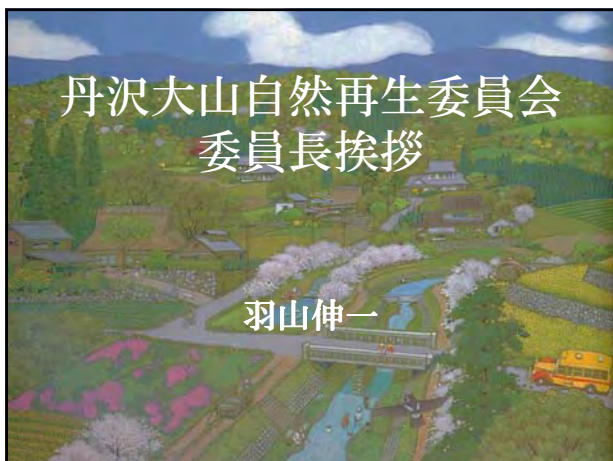 丹沢大山自然再生委員会
委員長挨拶
羽山伸一